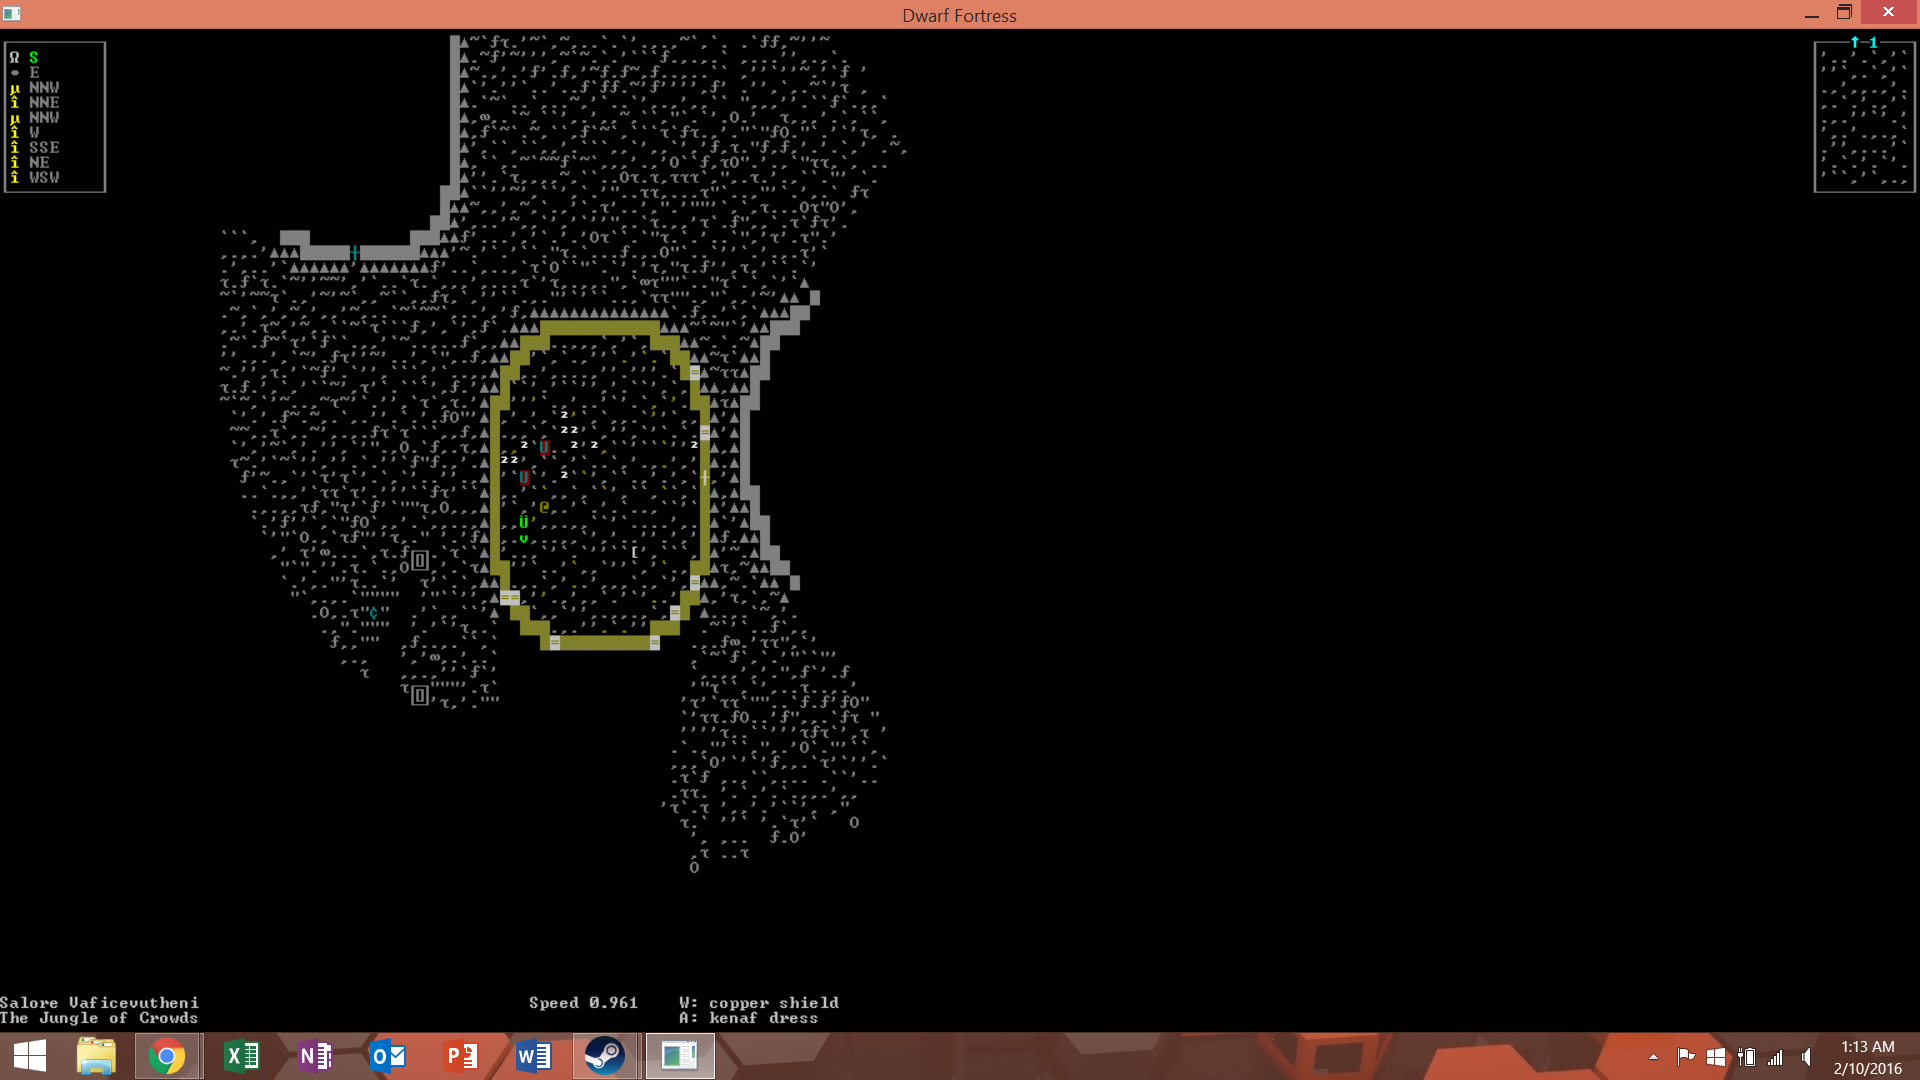 Dwarf Fortress
Ω S
• E
µ NNW
î NNE
µ NNW
î W
î SSE
î NE
î WSW
↑ 1
Salore Vaficevutheni
The Jungle of Crowds
Speed 0.961
W: copper shield
A: kenaf dress
1:13 AM
2/10/2016